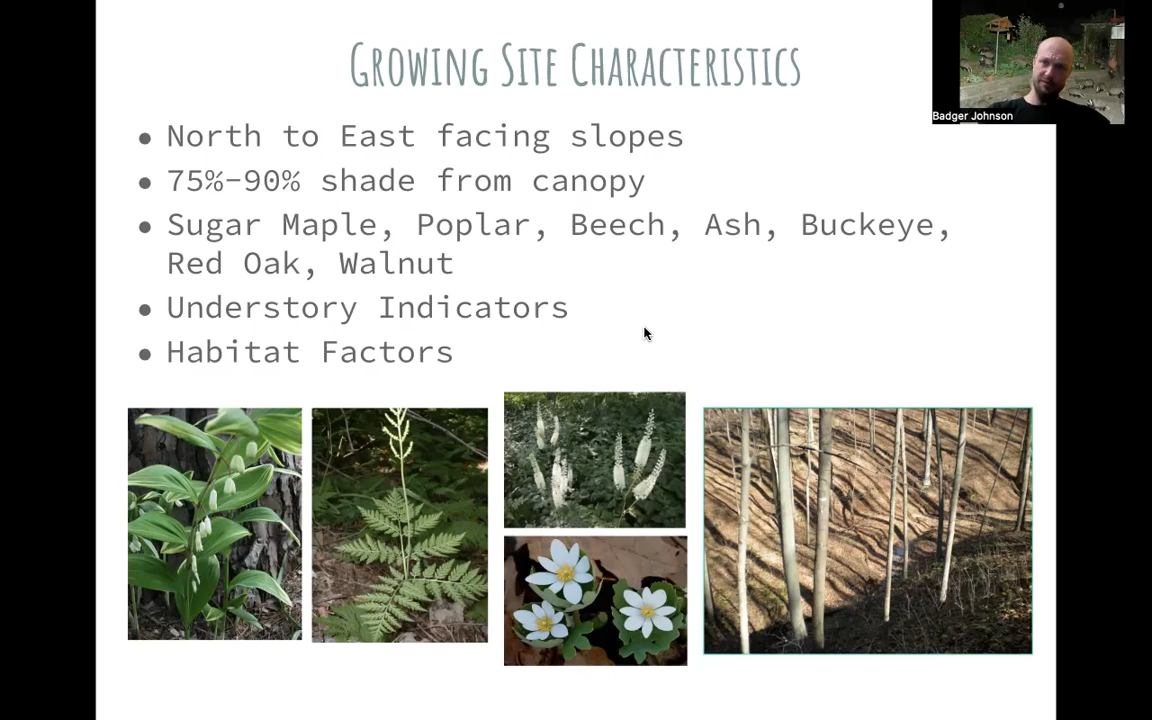 Growing Site Characteristics
Badger Johnson
● North to East facing slopes
● 75%-90% shade from canopy
● Sugar Maple, Poplar, Beech, Ash, Buckeye,
Red Oak, Walnut
● Understory Indicators
● Habitat Factors